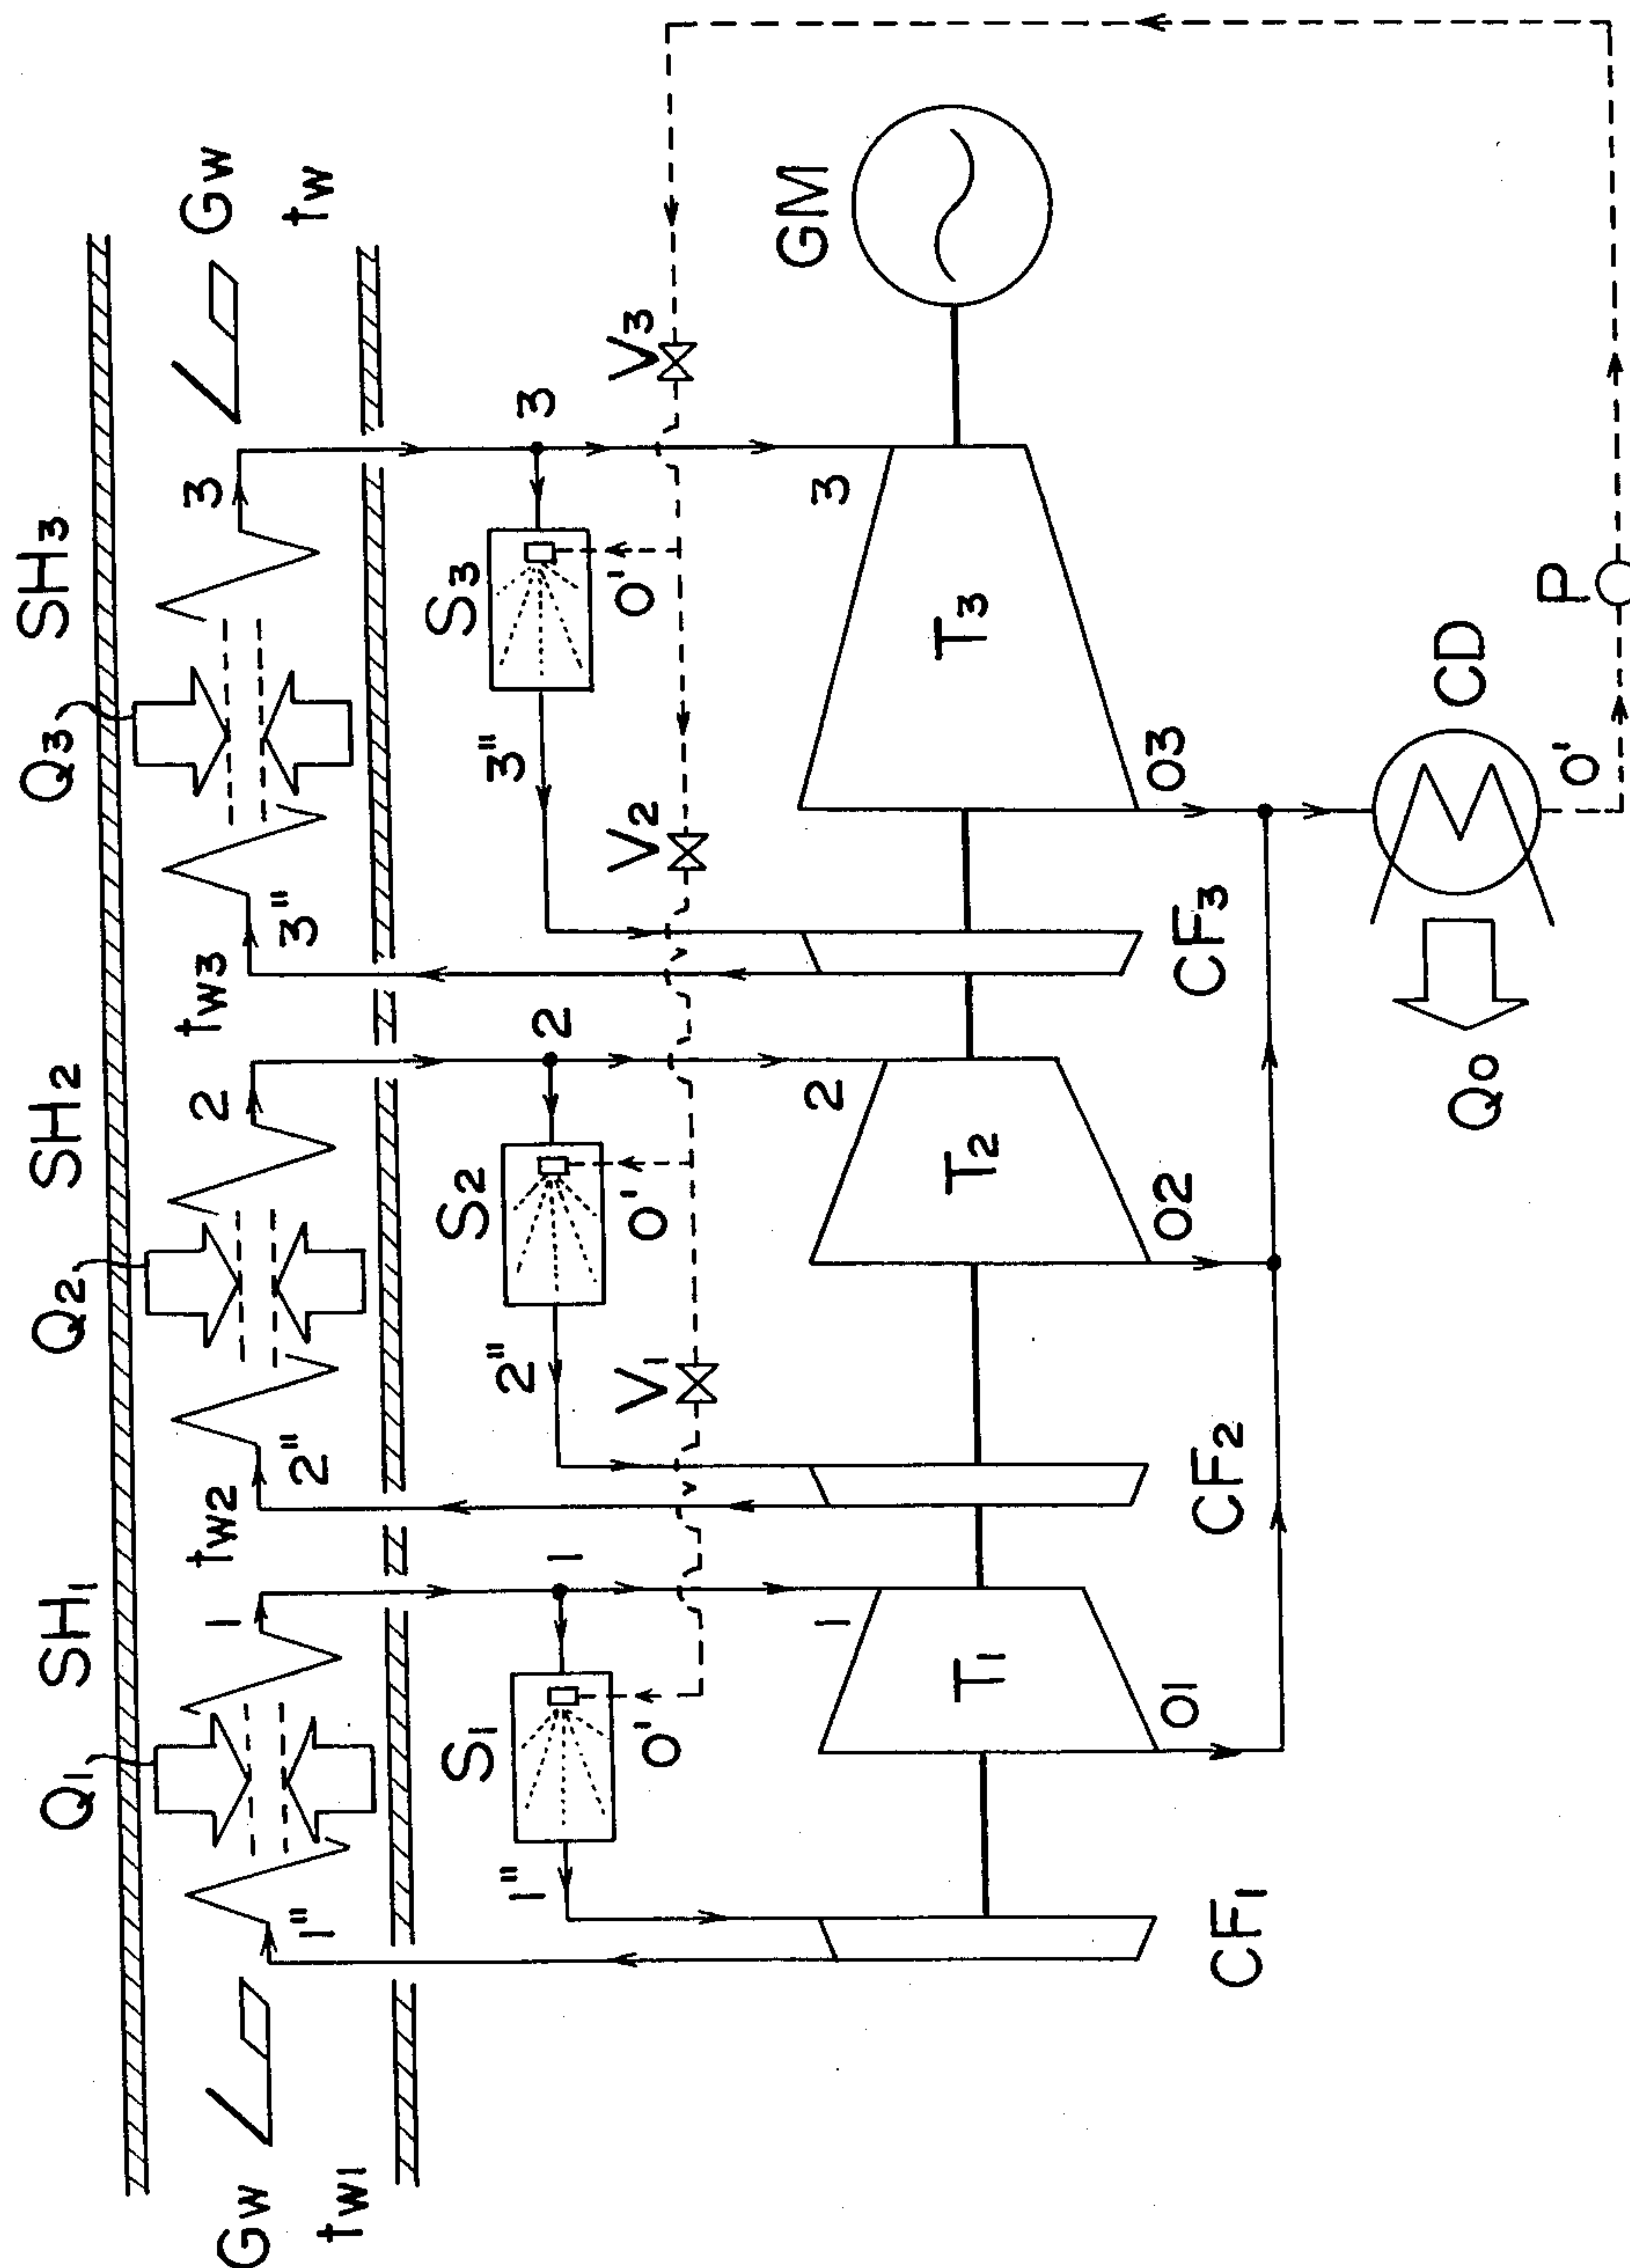 Q1 SH1 Q2 SH2 Q3 SH3
Gw 1" 1 tw2 2" 2 tw3 3" 3 Gw
tw1 tw
S1 S2 S3
1" 1 2" 2 3" 3
0' V1 0' V2 0' V3
1 2 3 GM
T1 T2 T3
01 02 03
CF1 CF2 CF3
Q0 CD
0' P